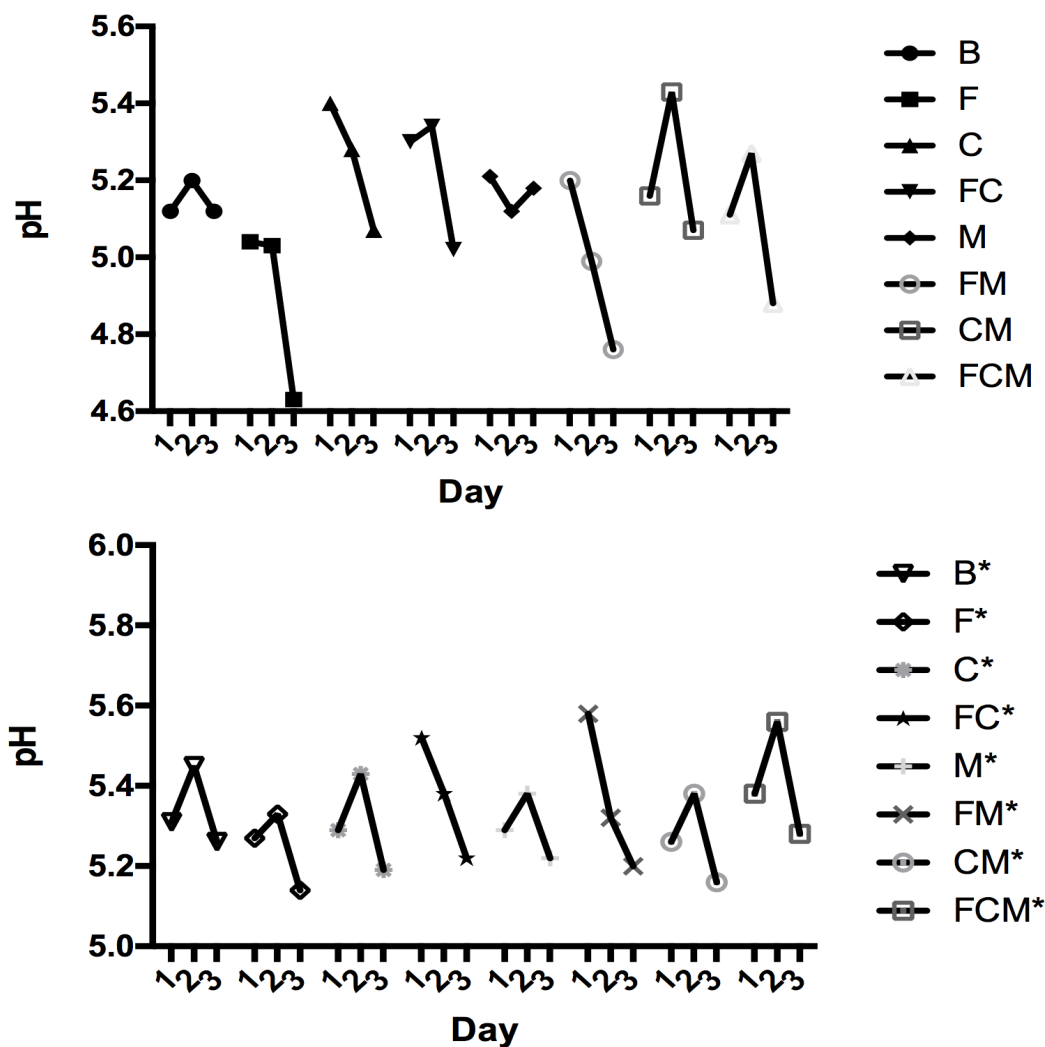 5.6
5.4
5.2
5.0
4.8
4.6
pH
1 2 3 1 2 3 1 2 3 1 2 3 1 2 3 1 2 3 1 2 3 1 2 3
Day
B
F
C
FC
M
FM
CM
FCM
6.0
5.8
5.6
5.4
5.2
5.0
pH
1 2 3 1 2 3 1 2 3 1 2 3 1 2 3 1 2 3 1 2 3 1 2 3
Day
B*
F*
C*
FC*
M*
FM*
CM*
FCM*